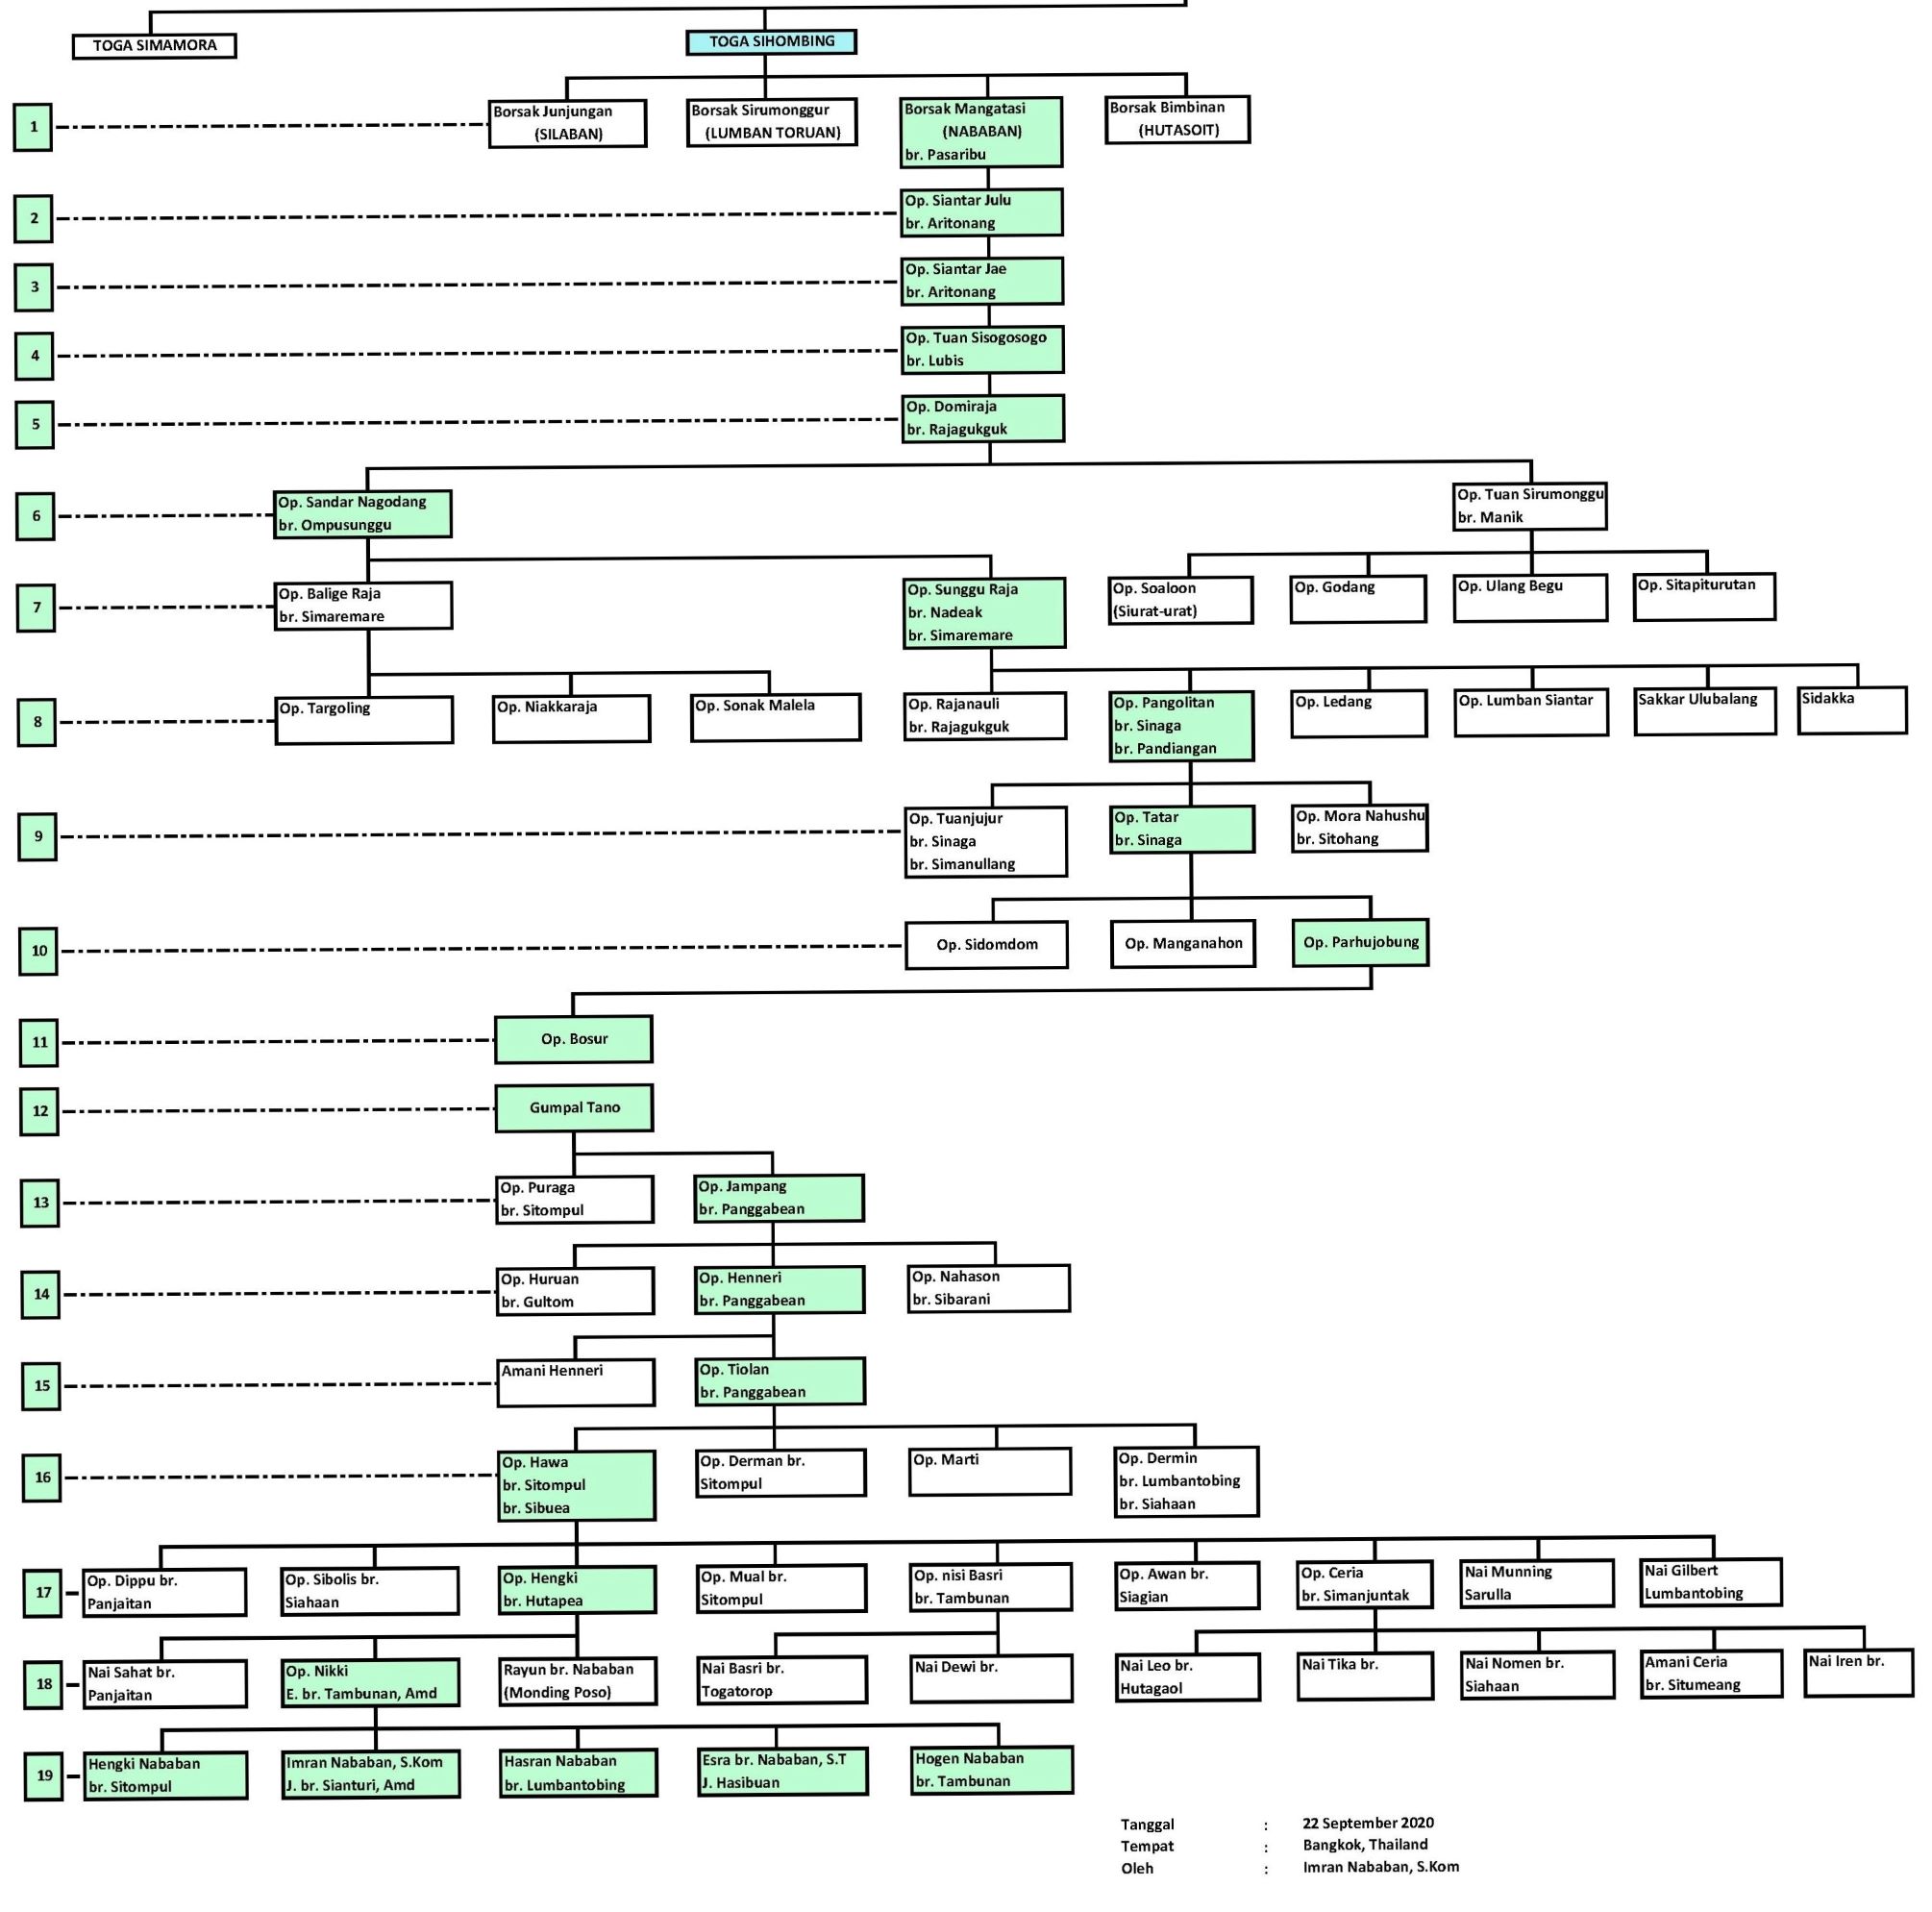 TOGA SIMAMORA
TOGA SIHOMBING
1
Borsak Junjungan
(SILABAN)
Borsak Sirumonggur
(LUMBAN TORUAN)
Borsak Mangatasi
(NABABAN)
br. Pasaribu
Borsak Bimbinan
(HUTASOIT)
2
Op. Siantar Julu
br. Aritonang
3
Op. Siantar Jae
br. Aritonang
4
Op. Tuan Sisogosogo
br. Lubis
5
Op. Domiraja
br. Rajagukguk
6
Op. Sandar Nagodang
br. Ompusunggu
Op. Tuan Sirumonggu
br. Manik
7
Op. Balige Raja
br. Simaremare
Op. Sunggu Raja
br. Nadeak
br. Simaremare
Op. Soaloon
(Siurat-urat)
Op. Godang
Op. Ulang Begu
Op. Sitapiturutan
8
Op. Targoling
Op. Niakkaraja
Op. Sonak Malela
Op. Rajanauli
br. Rajagukguk
Op. Pangolitan
br. Sinaga
br. Pandiangan
Op. Ledang
Op. Lumban Siantar
Sakkar Ulubalang
Sidakka
9
Op. Tuanjujur
br. Sinaga
br. Simanullang
Op. Tatar
br. Sinaga
Op. Mora Nahushu
br. Sitohang
10
Op. Sidomdom
Op. Manganahon
Op. Parhujobung
11
Op. Bosur
12
Gumpal Tano
13
Op. Puraga
br. Sitompul
Op. Jampang
br. Panggabean
14
Op. Huruan
br. Gultom
Op. Henneri
br. Panggabean
Op. Nahason
br. Sibarani
15
Amani Henneri
Op. Tiolan
br. Panggabean
16
Op. Hawa
br. Sitompul
br. Sibuea
Op. Derman br.
Sitompul
Op. Marti
Op. Dermin
br. Lumbantobing
br. Siahaan
17
Op. Dippu br.
Panjaitan
Op. Sibolis br.
Siahaan
Op. Hengki
br. Hutapea
Op. Mual br.
Sitompul
Op. nisi Basri
br. Tambunan
Op. Awan br.
Siagian
Op. Ceria
br. Simanjuntak
Nai Munning
Sarulla
Nai Gilbert
Lumbantobing
18
Nai Sahat br.
Panjaitan
Op. Nikki
E. br. Tambunan, Amd
Rayun br. Nababan
(Monding Poso)
Nai Basri br.
Togatorop
Nai Dewi br.
Nai Leo br.
Hutagaol
Nai Tika br.
Nai Nomen br.
Siahaan
Amani Ceria
br. Situmeang
Nai Iren br.
19
Hengki Nababan
br. Sitompul
Imran Nababan, S.Kom
J. br. Sianturi, Amd
Hasran Nababan
br. Lumbantobing
Esra br. Nababan, S.T
J. Hasibuan
Hogen Nababan
br. Tambunan
Tanggal : 22 September 2020
Tempat : Bangkok, Thailand
Oleh : Imran Nababan, S.Kom